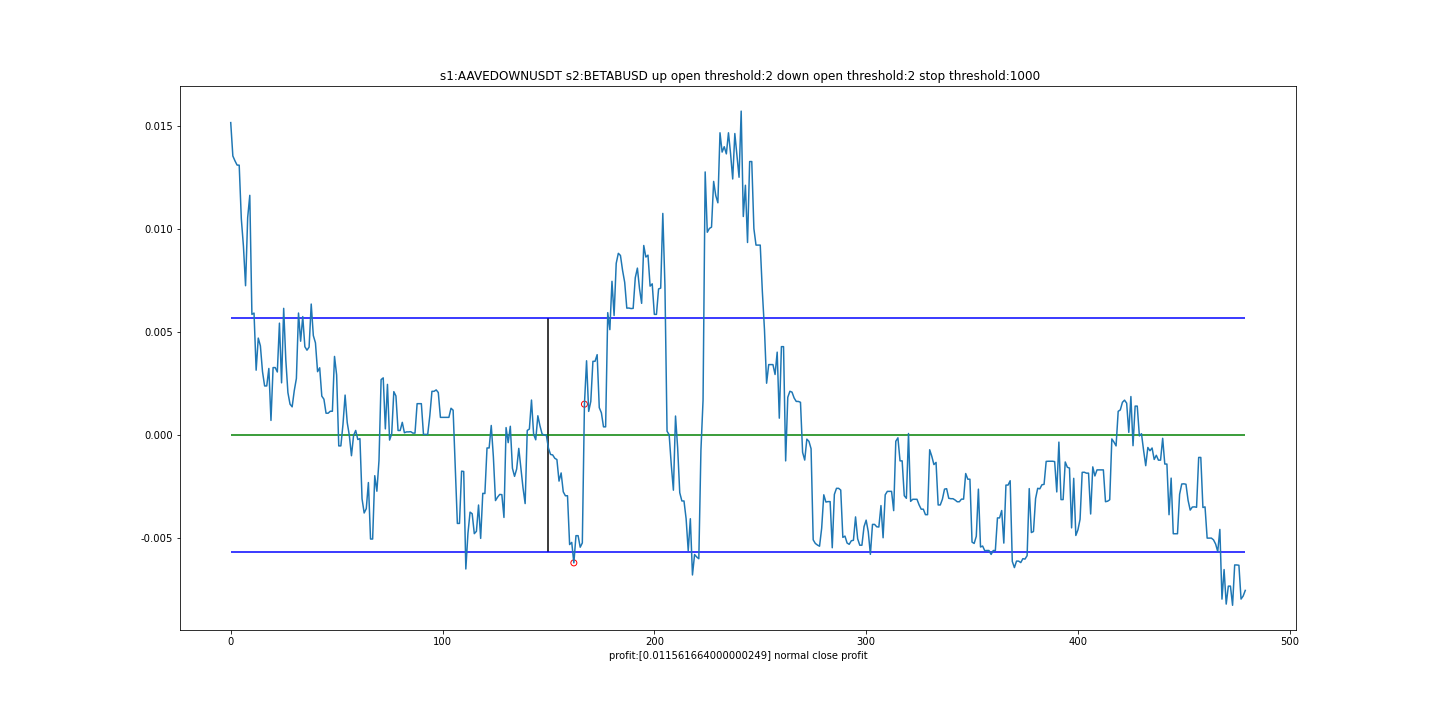 s1:AAVEDOWNUSDT s2:BETABUSD up open threshold:2 down open threshold:2 stop threshold:1000
0.015
0.010
0.005
0.000
-0.005
0 100 200 300 400 500
profit:[0.011561664000000249] normal close profit